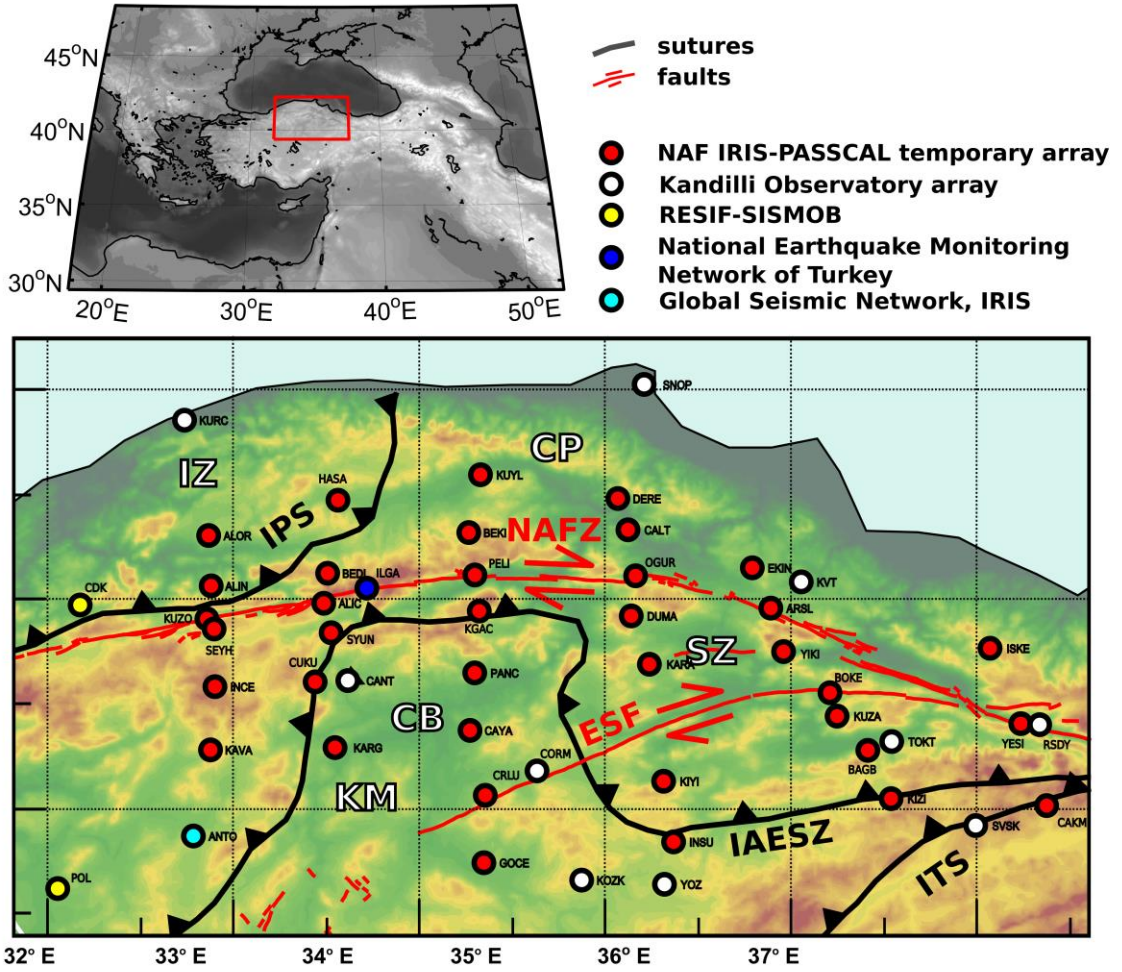 45°N
40°N
35°N
30°N
20°E
30°E
40°E
50°E
sutures
faults
NAF IRIS-PASSCAL temporary array
Kandilli Observatory array
RESIF-SISMOB
National Earthquake Monitoring
Network of Turkey
Global Seismic Network, IRIS
SNOP
KURC
CP
IZ
KUYL
HASA
DERE
IPS
NAFZ
CALT
ALOR
BEKI
BEDI
ILGA
PELI
OGUR
EKIN
KVT
CDK
ALIN
ALIC
ARSL
KUZO
KGAC
DUMA
SEYH
SYUN
SZ
YIKI
ISKE
CUKU
CANT
PANC
KARA
BOKE
INCE
CB
ESF
KUZA
CAYA
YESI
RSDY
KAVA
KARG
CORM
TOKT
BAGB
CRLU
KIYI
KM
KIZI
CAKM
ANTO
INSU
IAESZ
SVSK
GOCE
KOZK
YOZ
ITS
POL
32° E
33° E
34° E
35° E
36° E
37° E